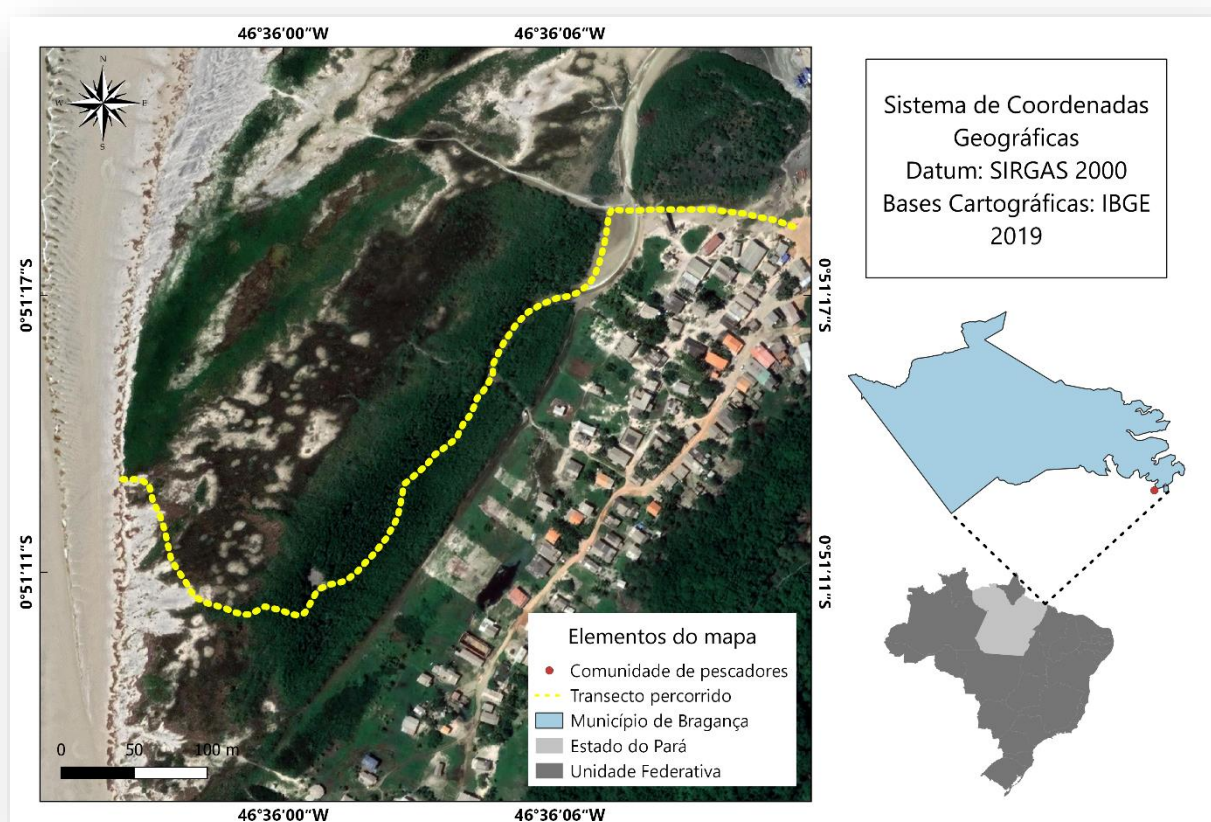 46°36'00"W
46°36'06"W
N
W
E
S
0°51'17"S
0°51'17"S
0°51'11"S
0°51'11"S
0 50 100 m
46°36'00"W
46°36'06"W
Elementos do mapa
Comunidade de pescadores
Transecto percorrido
Município de Bragança
Estado do Pará
Unidade Federativa
Sistema de Coordenadas
Geográficas
Datum: SIRGAS 2000
Bases Cartográficas: IBGE
2019